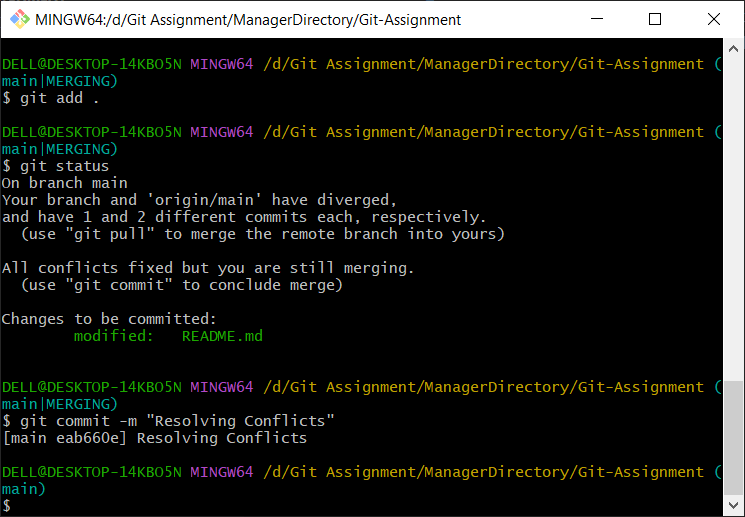 MINGW64:/d/Git Assignment/ManagerDirectory/Git-Assignment
DELL@DESKTOP-14KBO5N MINGW64 /d/Git Assignment/ManagerDirectory/Git-Assignment (
main|MERGING)
$ git add .
DELL@DESKTOP-14KBO5N MINGW64 /d/Git Assignment/ManagerDirectory/Git-Assignment (
main|MERGING)
$ git status
On branch main
Your branch and 'origin/main' have diverged,
and have 1 and 2 different commits each, respectively.
  (use "git pull" to merge the remote branch into yours)
All conflicts fixed but you are still merging.
  (use "git commit" to conclude merge)
Changes to be committed:
        modified:   README.md
DELL@DESKTOP-14KBO5N MINGW64 /d/Git Assignment/ManagerDirectory/Git-Assignment (
main|MERGING)
$ git commit -m "Resolving Conflicts"
[main eab660e] Resolving Conflicts
DELL@DESKTOP-14KBO5N MINGW64 /d/Git Assignment/ManagerDirectory/Git-Assignment (
main)
$